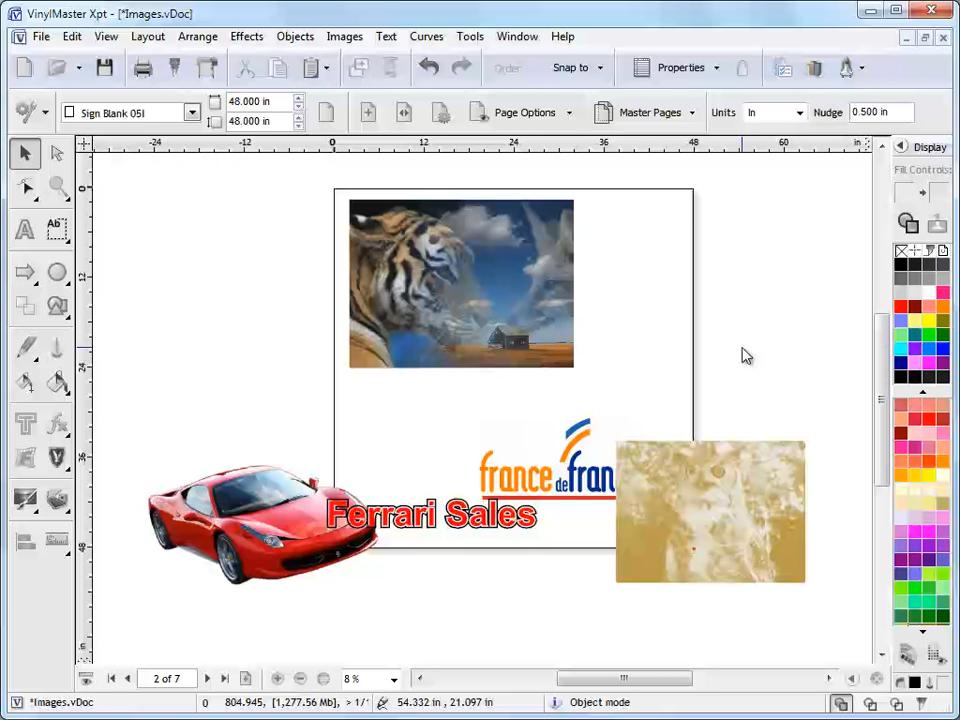 VinylMaster Xpt - [*Images.vDoc]
File Edit View Layout Arrange Effects Objects Images Text Curves Tools Window Help
Order Snap to Properties
Sign Blank 05I 48.000 in 48.000 in Page Options Master Pages Units In Nudge 0.500 in
-24 -12 0 12 24 36 48 60 in
Display
Fill Controls:
0
12
24
36
48
in
france de fran
Ferrari Sales
2 of 7 8 %
*Images.vDoc 0 804.945, [1,277.56 Mb], > 1/1 54.332 in, 21.097 in Object mode